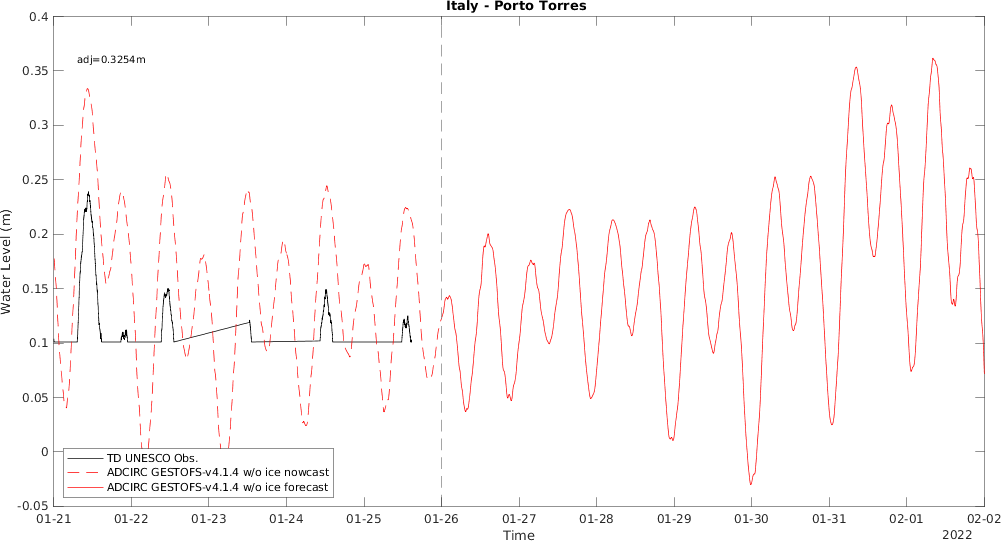 Italy - Porto Torres
adj=0.3254m
0.4
0.35
0.3
0.25
0.2
0.15
0.1
0.05
0
-0.05
Water Level (m)
TD UNESCO Obs.
ADCIRC GESTOFS-v4.1.4 w/o ice nowcast
ADCIRC GESTOFS-v4.1.4 w/o ice forecast
01-21 01-22 01-23 01-24 01-25 01-26 01-27 01-28 01-29 01-30 01-31 02-01 02-02
Time
2022